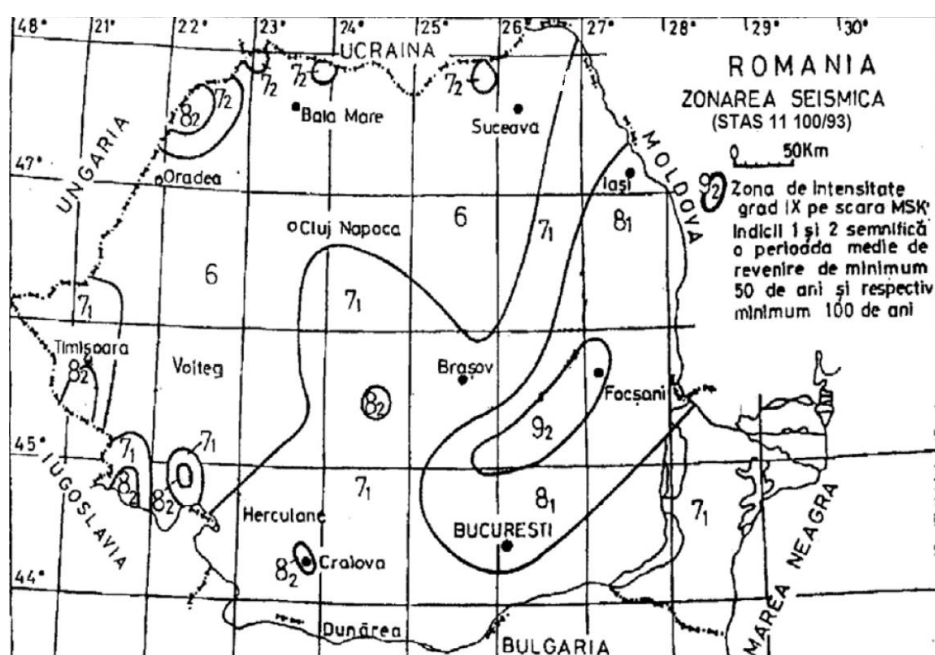 48° 21° 22° 23° 24° 25° 26° 27° 28° 29° 30°
UCRAINA
ROMANIA
ZONAREA SEISMICA
(STAS 11 100/93)
0 50Km
9₂ Zona de intensitate
grad IX pe scara MSK.
Indicii 1 și 2 semnifică
o perioada medie de
revenire de minimum
50 de ani și respectiv
minimum 100 de ani
7₂ 7₂ 7₂
8₂ 7₂
Baia Mare
Suceava
UNGARIA
MOLDOVA
47°
Oradea
Iași
Cluj Napoca
6 7₁ 8₁
6
7₁ 7₁
Timișoara
8₂
Voiteg
Brașov
8₂
Focșani
9₂
45°
7₁ 7₁
8₂ 8₂
7₁
8₁
7₁
IUGOSLAVIA
Herculane
BUCURESTI
8₂
Craiova
44°
Dunărea
BULGARIA
MAREA NEAGRA